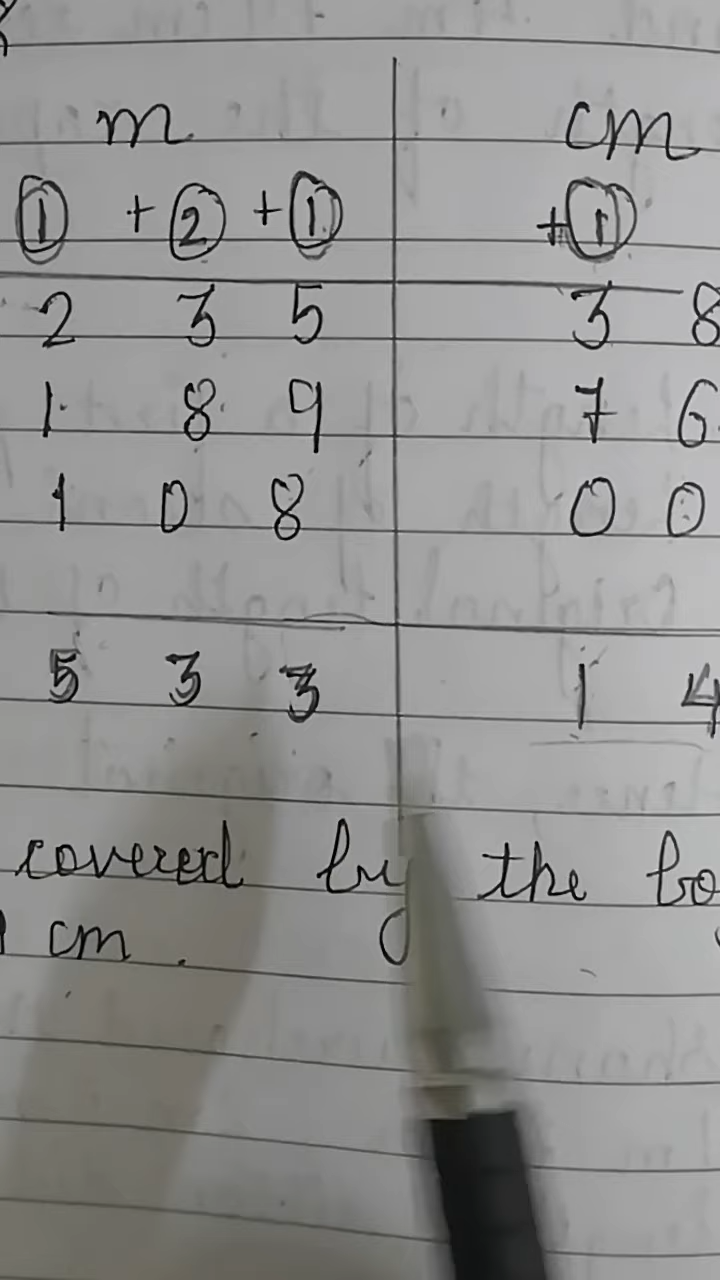 m cm
1 + 2 + 1 + 1
2 3 5 3 8
1 8 9 7 6
1 0 8 0 0
5 3 3 1 4
covered by the
cm .